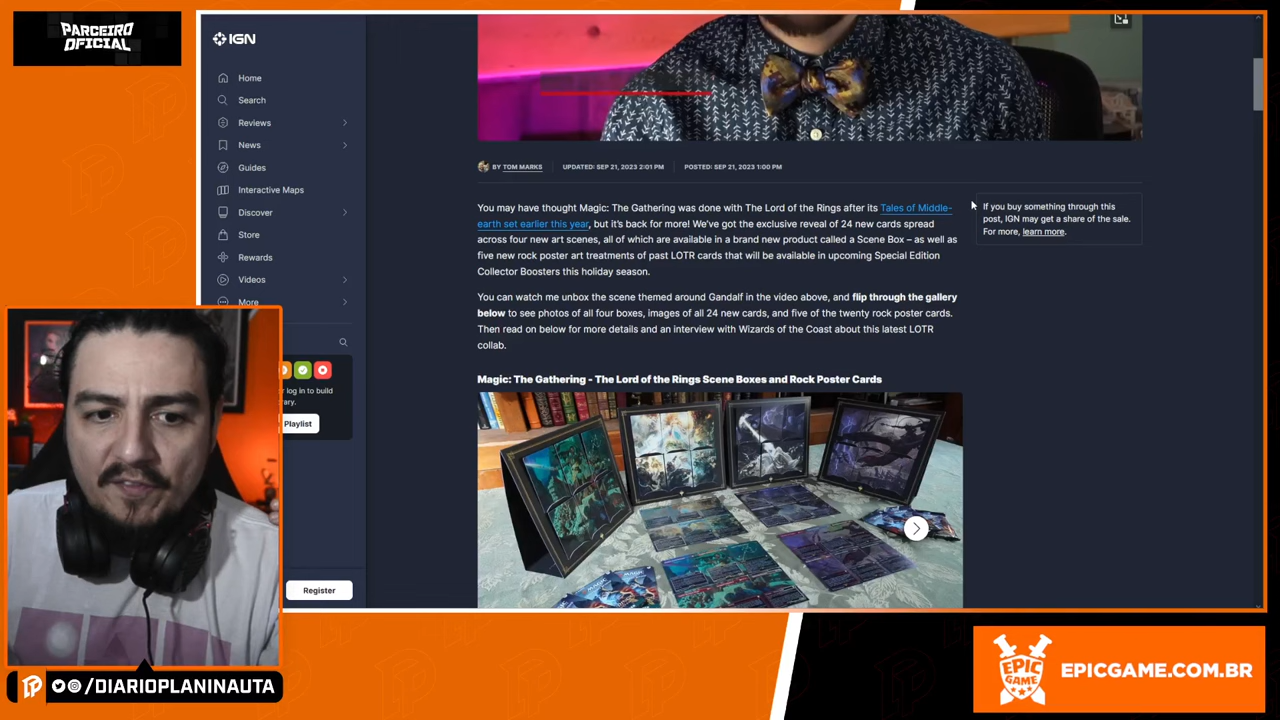 PARCEIRO
OFICIAL
IGN
Home
Search
Reviews
News
Guides
Interactive Maps
Discover
Store
Rewards
Videos
More
r log in to build
rary.
Playlist
Register
BY TOM MARKS
UPDATED: SEP 21, 2023 2:01 PM
POSTED: SEP 21, 2023 1:00 PM
You may have thought Magic: The Gathering was done with The Lord of the Rings after its Tales of Middle-
earth set earlier this year, but it's back for more! We've got the exclusive reveal of 24 new cards spread
across four new art scenes, all of which are available in a brand new product called a Scene Box – as well as
five new rock poster art treatments of past LOTR cards that will be available in upcoming Special Edition
Collector Boosters this holiday season.
If you buy something through this
post, IGN may get a share of the sale.
For more, learn more.
You can watch me unbox the scene themed around Gandalf in the video above, and flip through the gallery
below to see photos of all four boxes, images of all 24 new cards, and five of the twenty rock poster cards.
Then read on below for more details and an interview with Wizards of the Coast about this latest LOTR
collab.
Magic: The Gathering - The Lord of the Rings Scene Boxes and Rock Poster Cards
/DIARIOPLANINAUTA
EPIC
GAME
EPICGAME.COM.BR